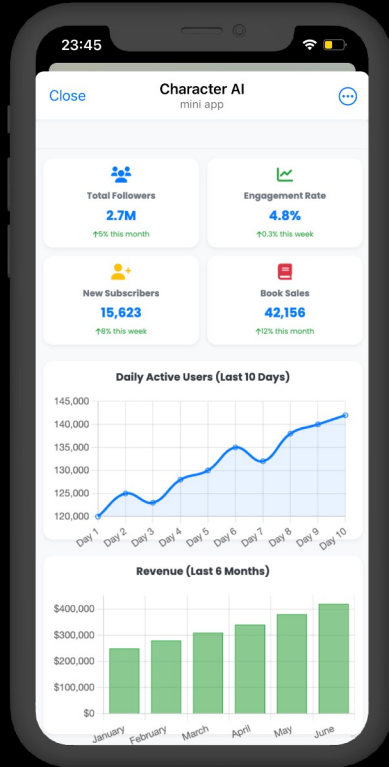 23:45
Close
Character AI
mini app
Total Followers
2.7M
↑5% this month
Engagement Rate
4.8%
↑0.3% this week
New Subscribers
15,623
↑8% this week
Book Sales
42,156
↑12% this month
Daily Active Users (Last 10 Days)
145,000
140,000
135,000
130,000
125,000
120,000
Day 1
Day 2
Day 3
Day 4
Day 5
Day 6
Day 7
Day 8
Day 9
Day 10
Revenue (Last 6 Months)
$400,000
$300,000
$200,000
$100,000
$0
January
February
March
April
May
June